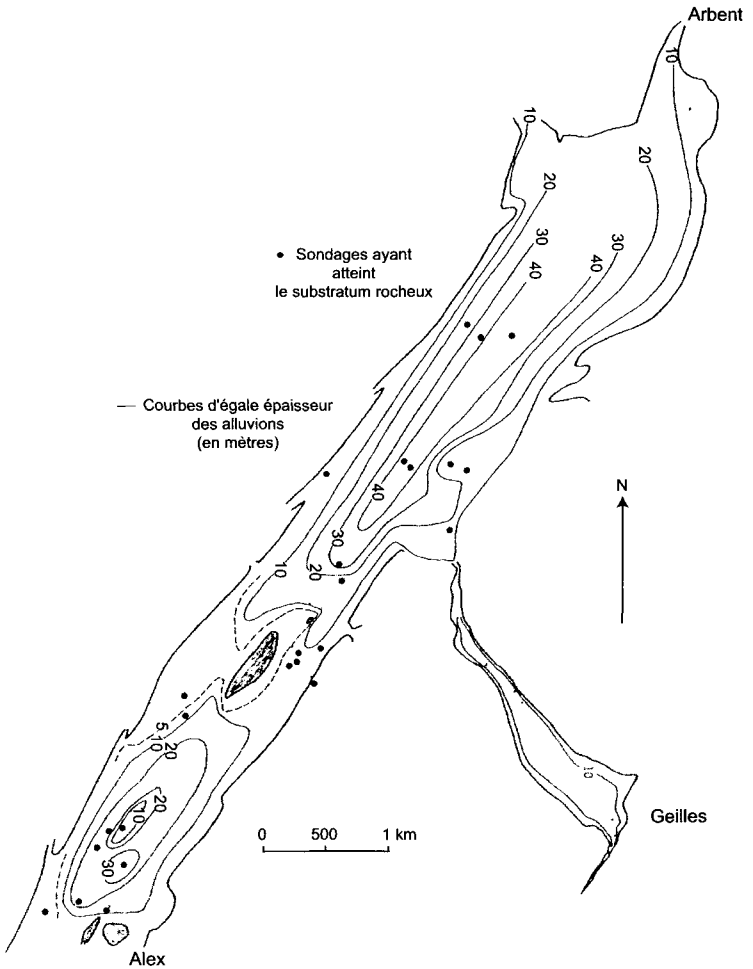 Arbent
10
10
20
20
30
30
40
40
Sondages ayant
atteint
le substratum rocheux
Courbes d'égale épaisseur
des alluvions
(en mètres)
N
40
30
20
10
5
10
20
10
20
10
30
0 500 1 km
Geilles
Alex